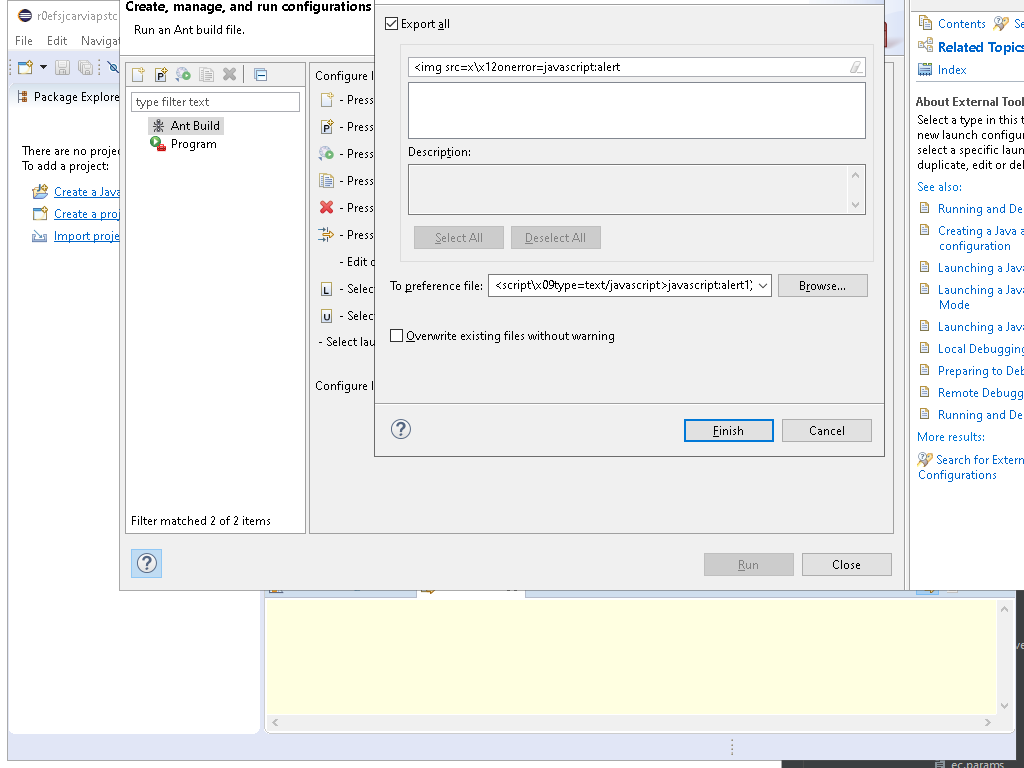 r0efsjcarviapstc
File Edit Navigat
Package Explore
There are no projec
To add a project:
Create a Java
Create a proj
Import proje
Create, manage, and run configurations
Run an Ant build file.
type filter text
Ant Build
Program
Filter matched 2 of 2 items
Configure l
- Press
- Press
- Press
- Press
- Press
- Press
- Edit c
- Selec
- Selec
- Select lau
Configure l
Export all
<img src=x\x12onerror=javascript:alert
Description:
Select All Deselect All
To preference file: <script\x09type=text/javascript>javascript:alert1) Browse...
Overwrite existing files without warning
Finish Cancel
Run Close
Contents Se
Related Topics
Index
About External Tool
Select a type in this t
new launch configur
select a specific laun
duplicate, edit or del
See also:
Running and De
Creating a Java a
configuration
Launching a Java
Launching a Java
Mode
Launching a Java
Local Debugging
Preparing to Deb
Remote Debugg
Running and De
More results:
Search for Extern
Configurations
ec.params